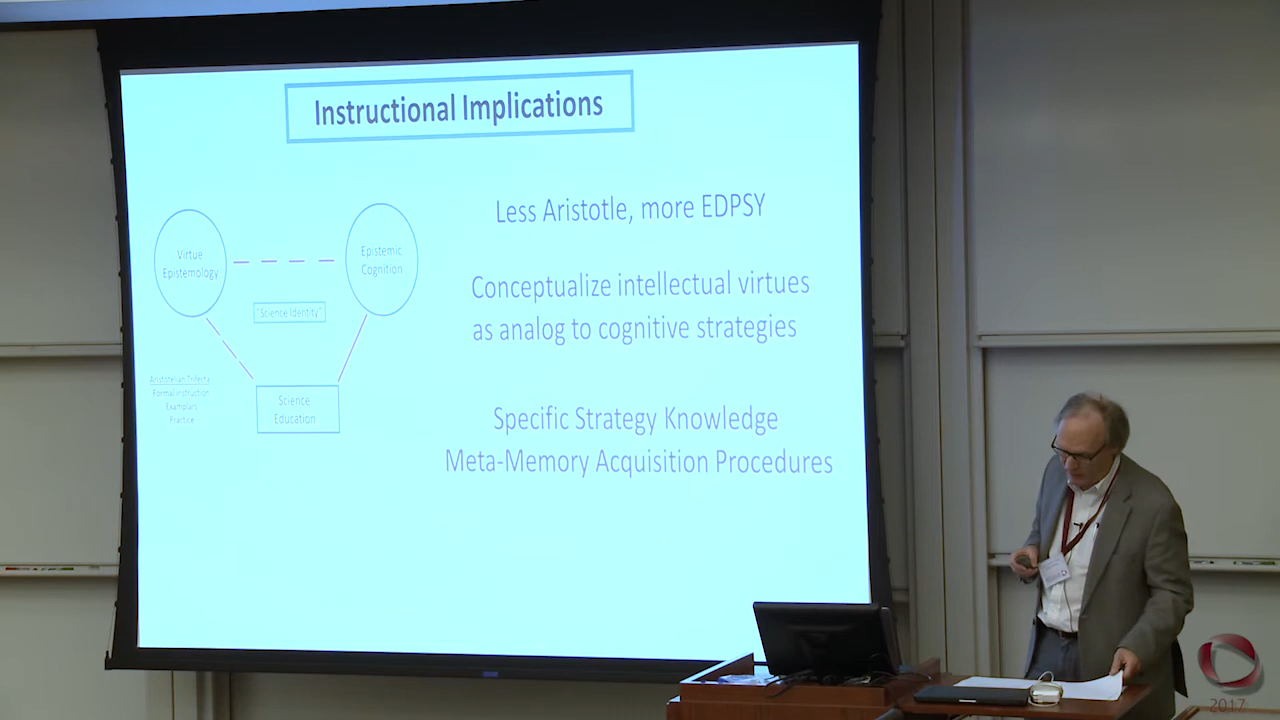 Instructional Implications
Less Aristotle, more EDPSY
Conceptualize intellectual virtues
as analog to cognitive strategies
Specific Strategy Knowledge
Meta-Memory Acquisition Procedures
Virtue
Epistemology
Epistemic
Cognition
"Science Identity"
Aristotelian Trifecta
Formal instruction
Examplars
Practice
Science
Education
2017